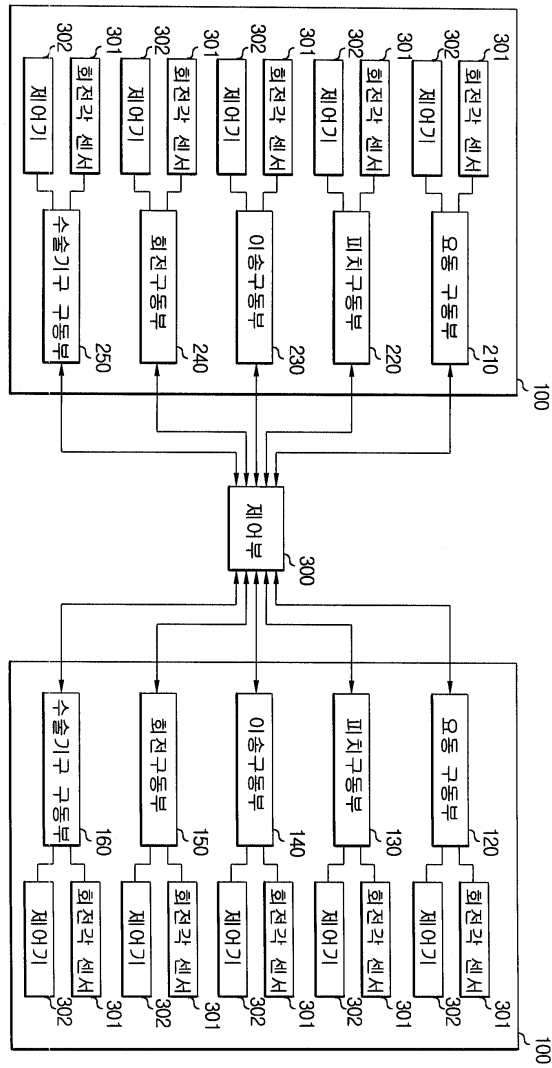 100
301
회전각 센서
302
제어기
요동 구동부
210
301
회전각 센서
302
제어기
피치구동부
220
301
회전각 센서
302
제어기
이송구동부
230
301
회전각 센서
302
제어기
회전구동부
240
301
회전각 센서
302
제어기
수술기구 구동부
250
제어부
300
100
요동 구동부
120
회전각 센서
301
제어기
302
피치구동부
130
회전각 센서
301
제어기
302
이송구동부
140
회전각 센서
301
제어기
302
회전구동부
150
회전각 센서
301
제어기
302
수술기구 구동부
160
회전각 센서
301
제어기
302